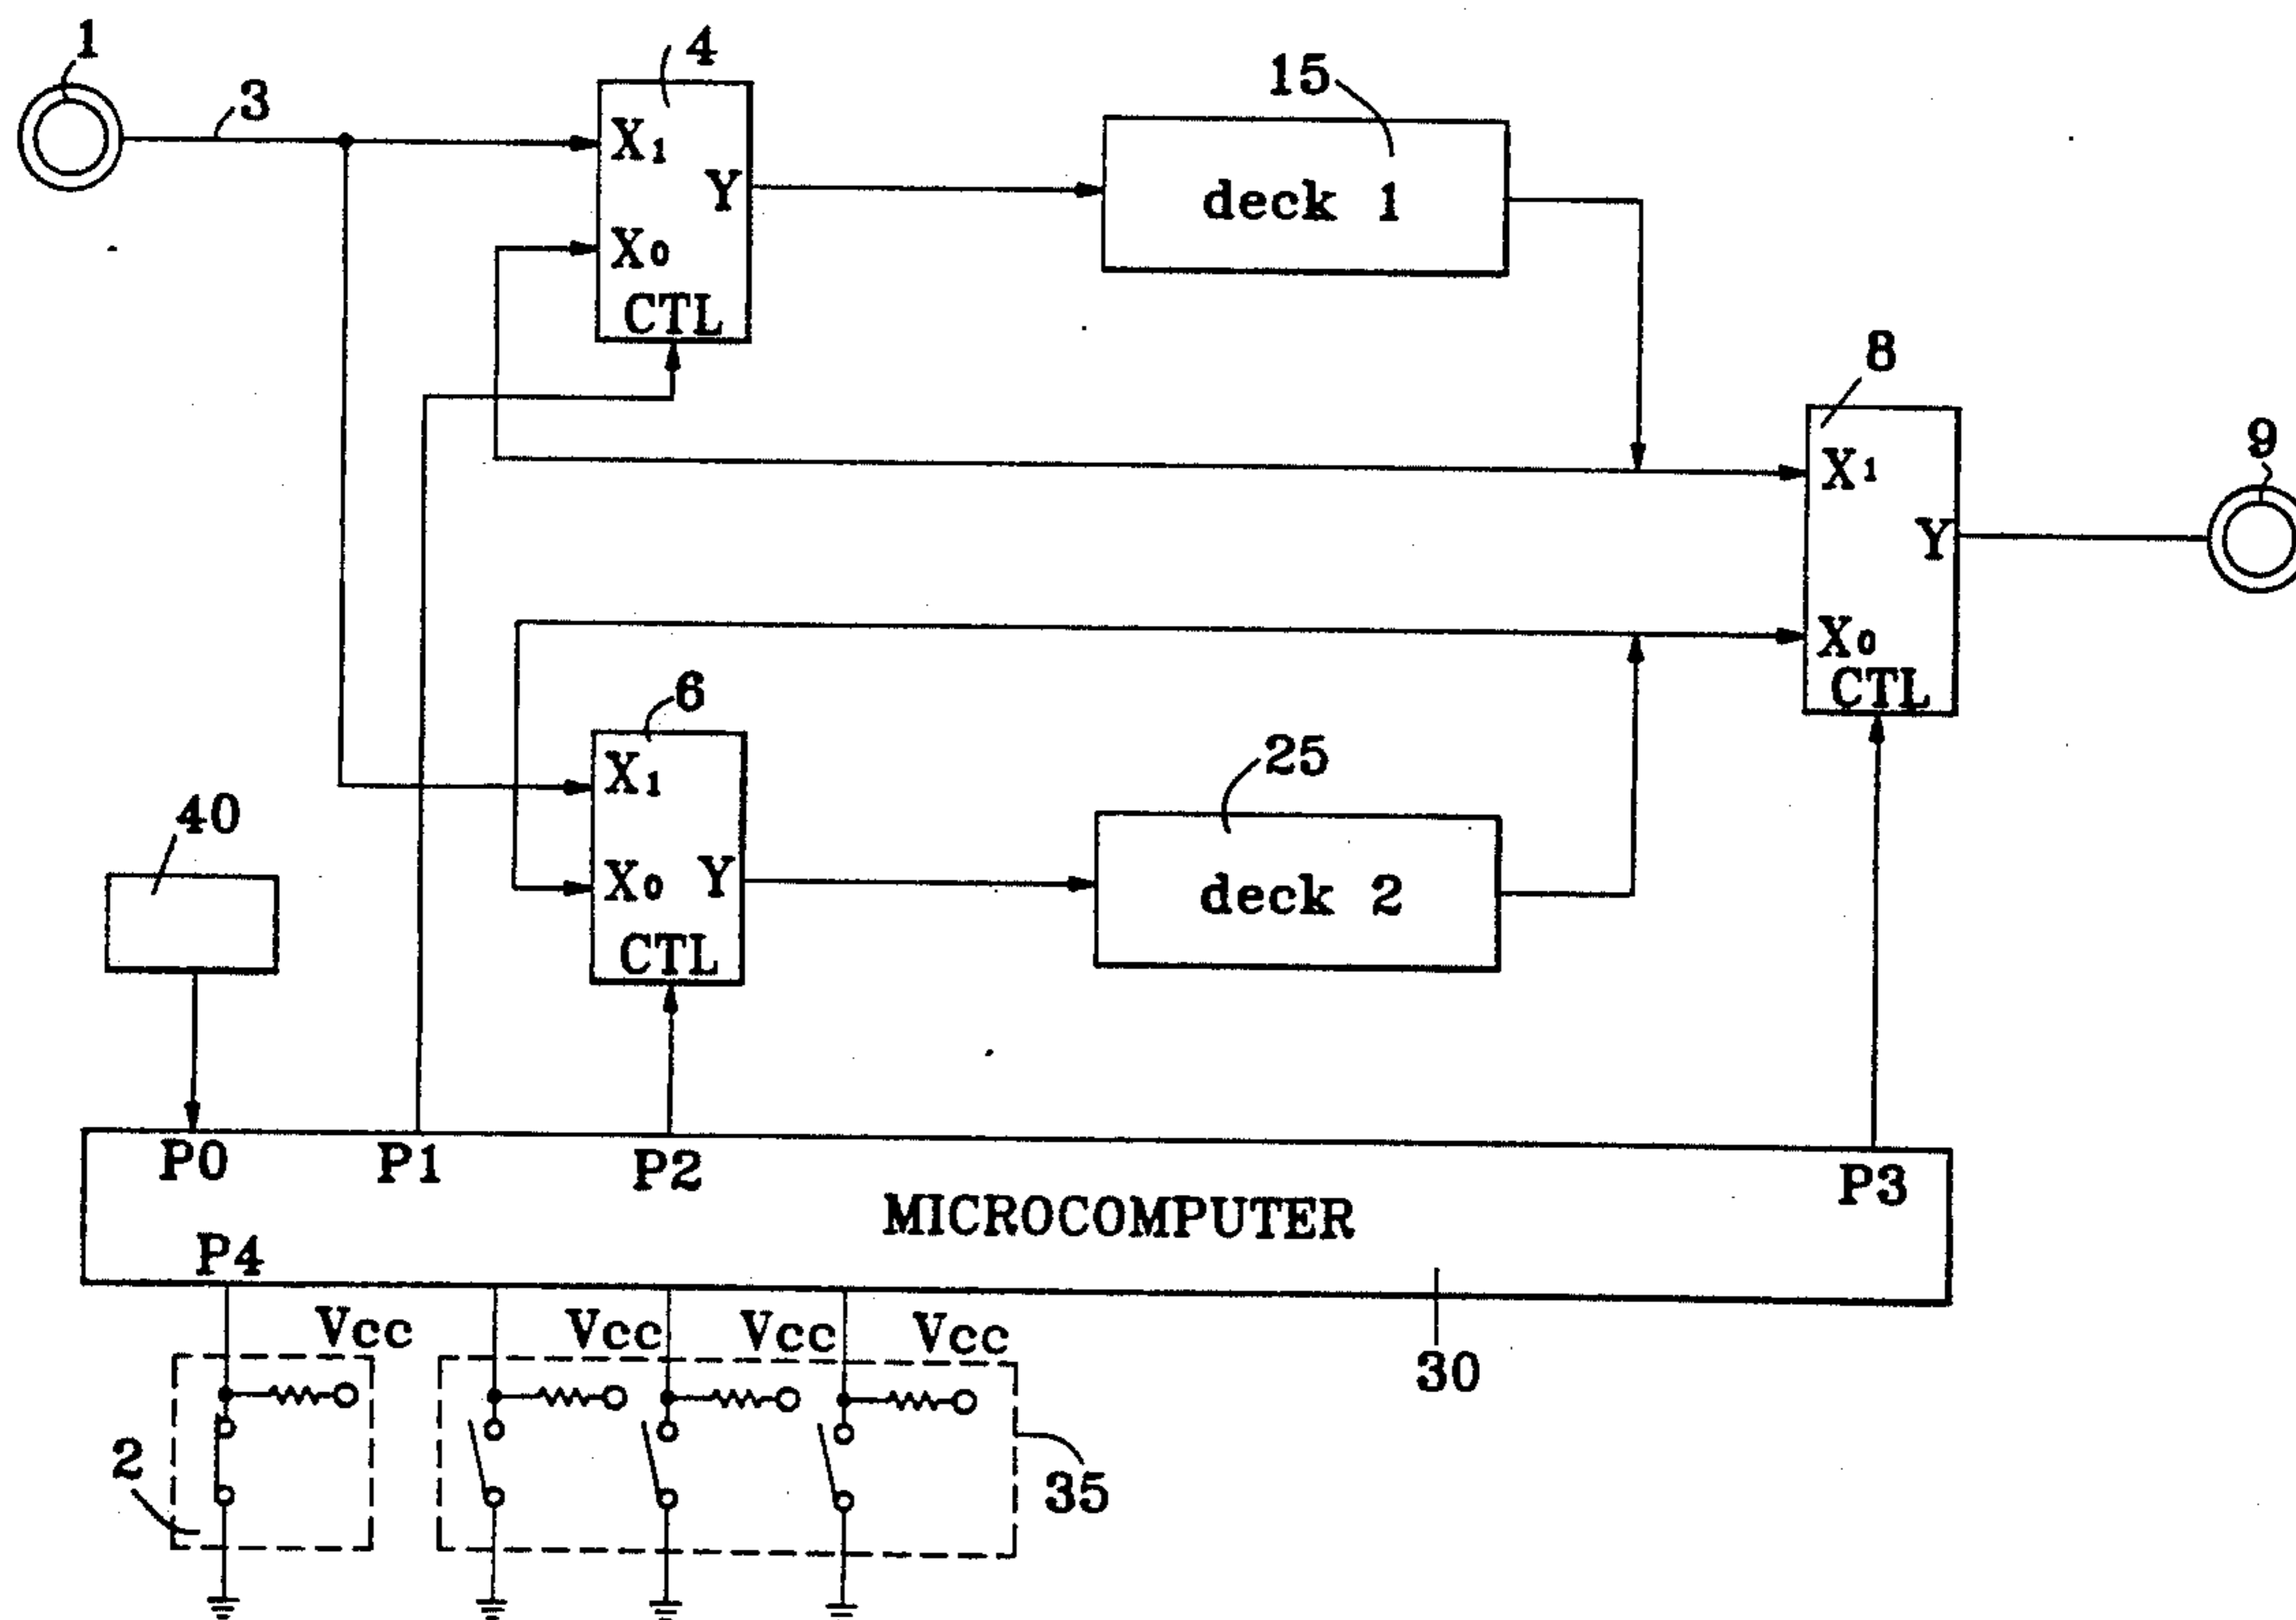 1
3
4
X1
Y
X0
CTL
15
deck 1
8
X1
Y
X0
CTL
9
6
X1
X0 Y
CTL
25
deck 2
40
P0 P1 P2 P3
MICROCOMPUTER
P4
30
Vcc Vcc Vcc Vcc
2
35